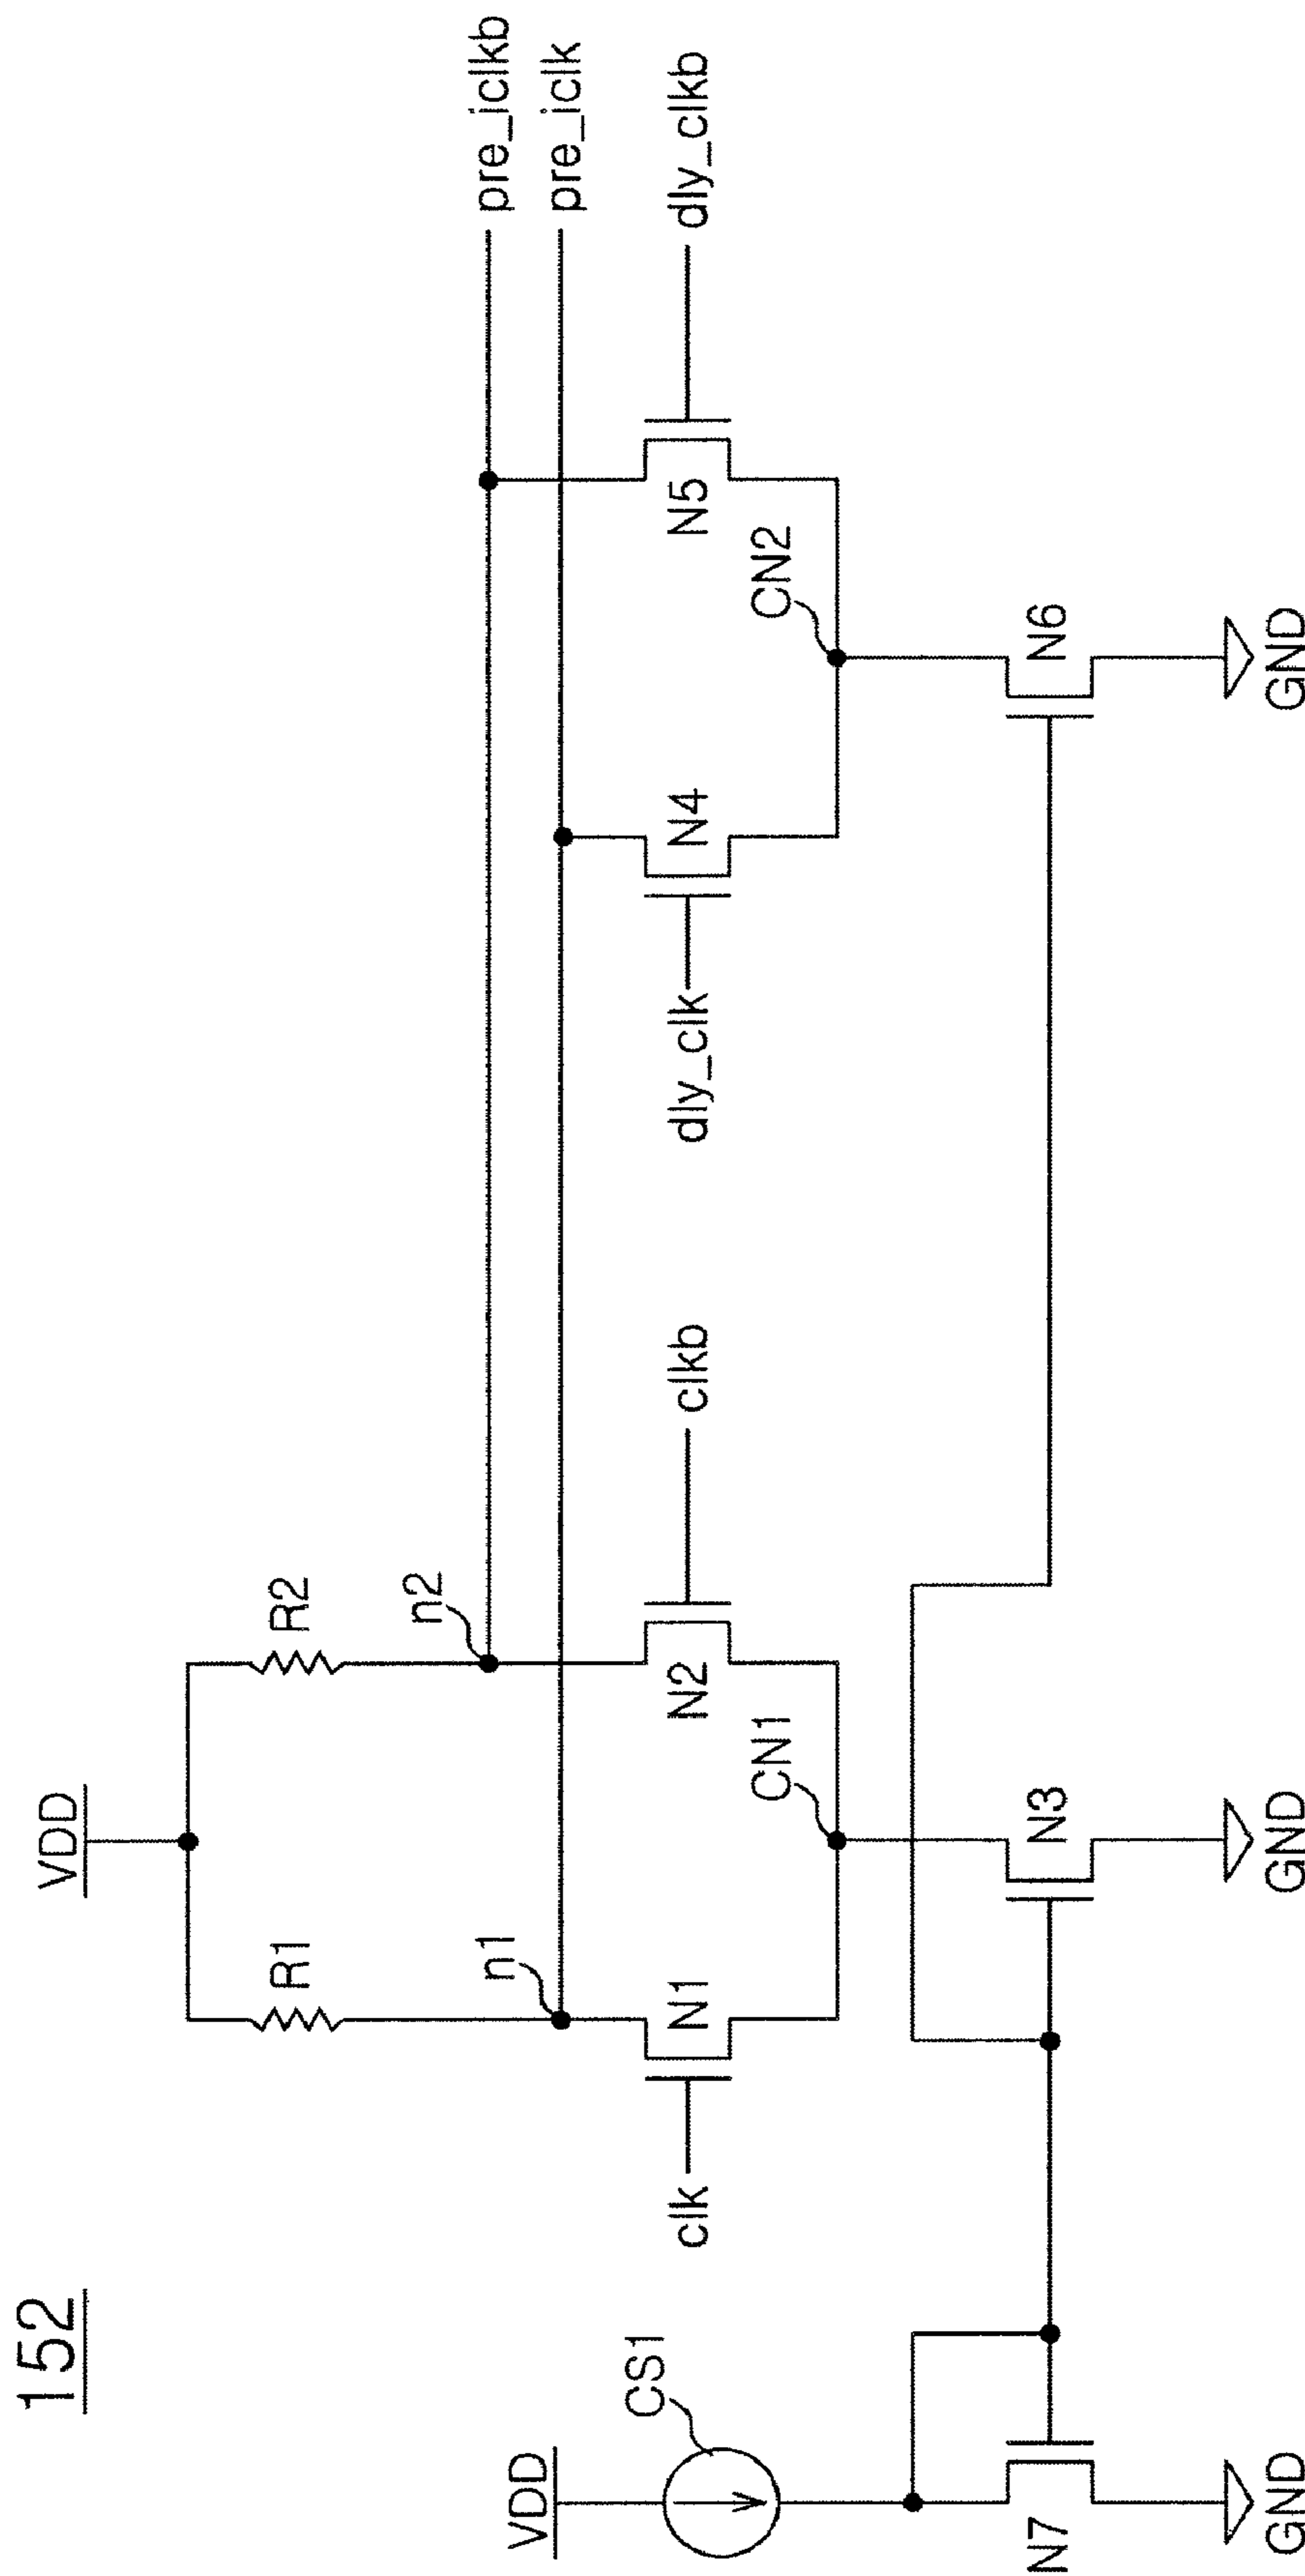 152
VDD
R1
R2
n1
n2
pre_iclkb
pre_iclk
VDD
CS1
clk
N1
N2
clkb
dly_clk
N4
N5
dly_clkb
CN1
CN2
N7
N3
N6
GND
GND
GND